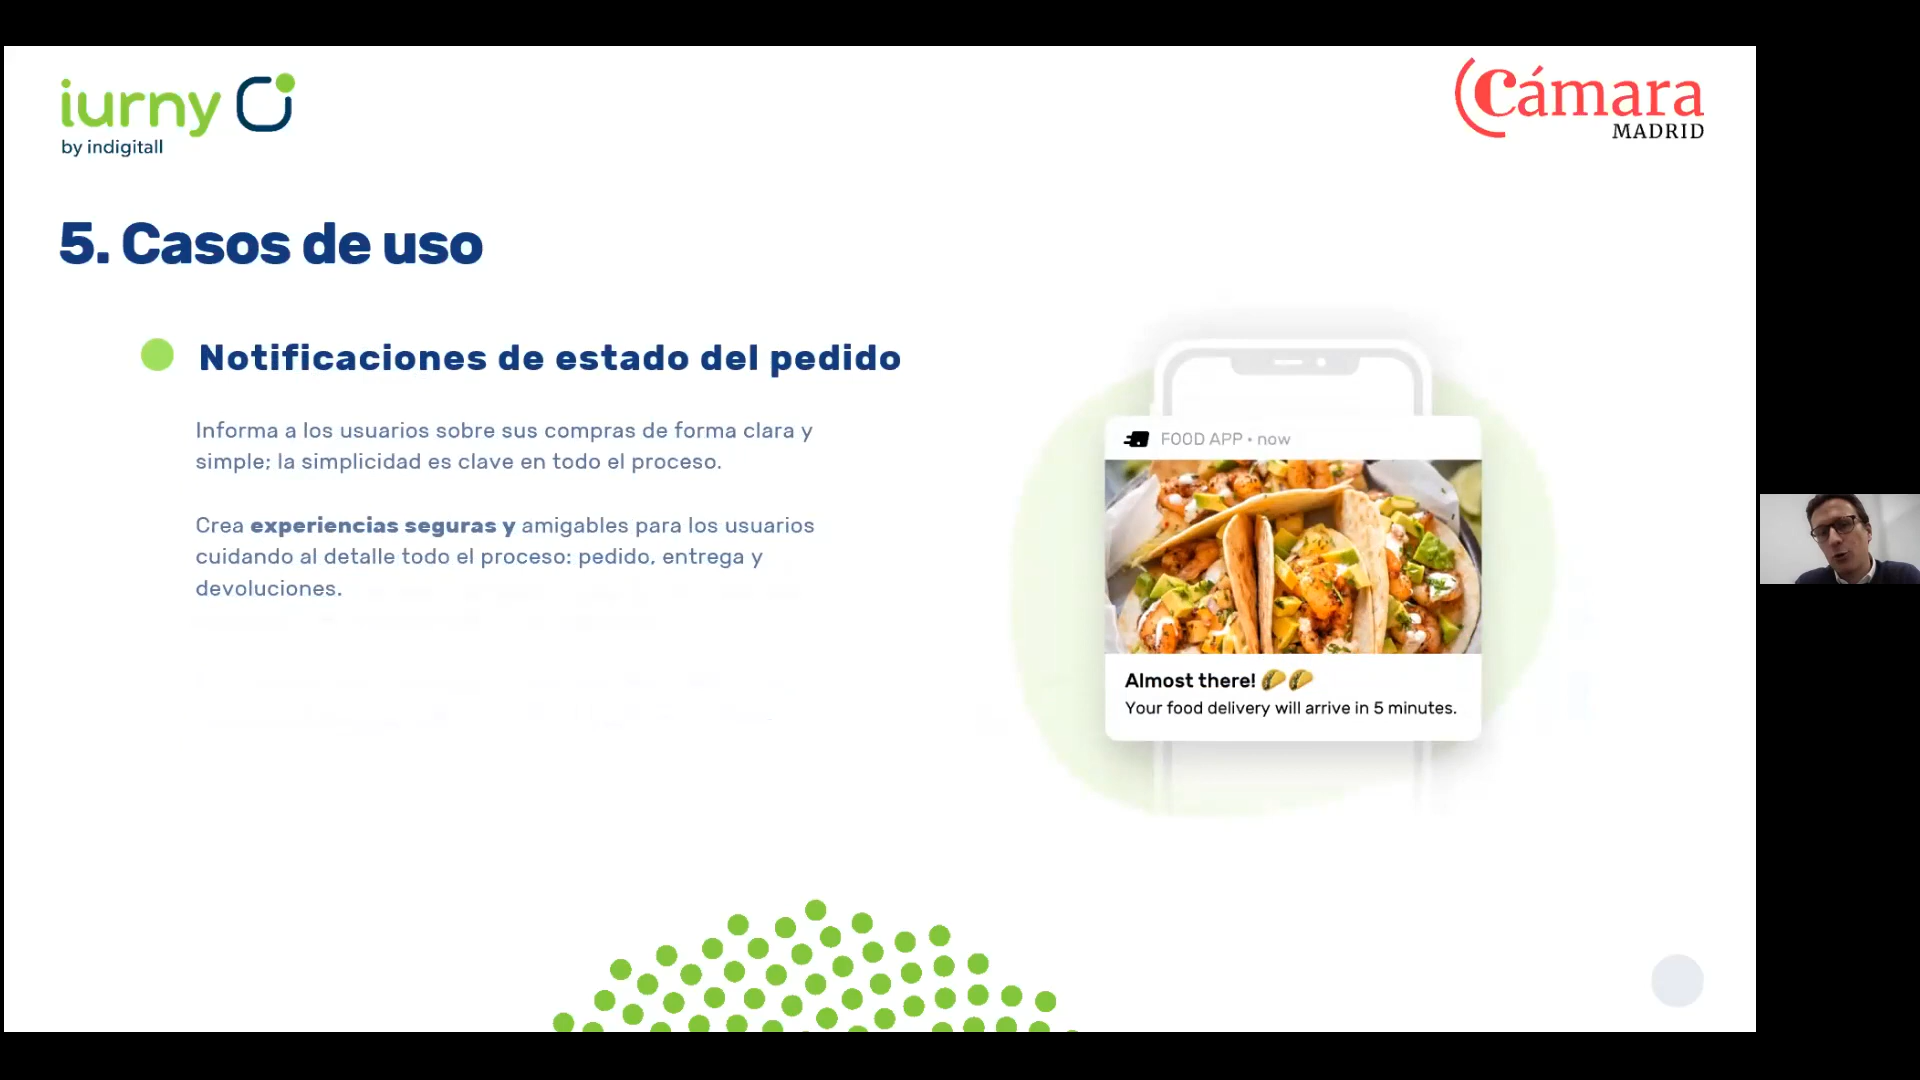 iurny
by indigitall
Cámara
MADRID
5. Casos de uso
Notificaciones de estado del pedido
Informa a los usuarios sobre sus compras de forma clara y
simple; la simplicidad es clave en todo el proceso.
Crea experiencias seguras y amigables para los usuarios
cuidando al detalle todo el proceso: pedido, entrega y
devoluciones.
FOOD APP • now
Almost there! 🌮🌮
Your food delivery will arrive in 5 minutes.